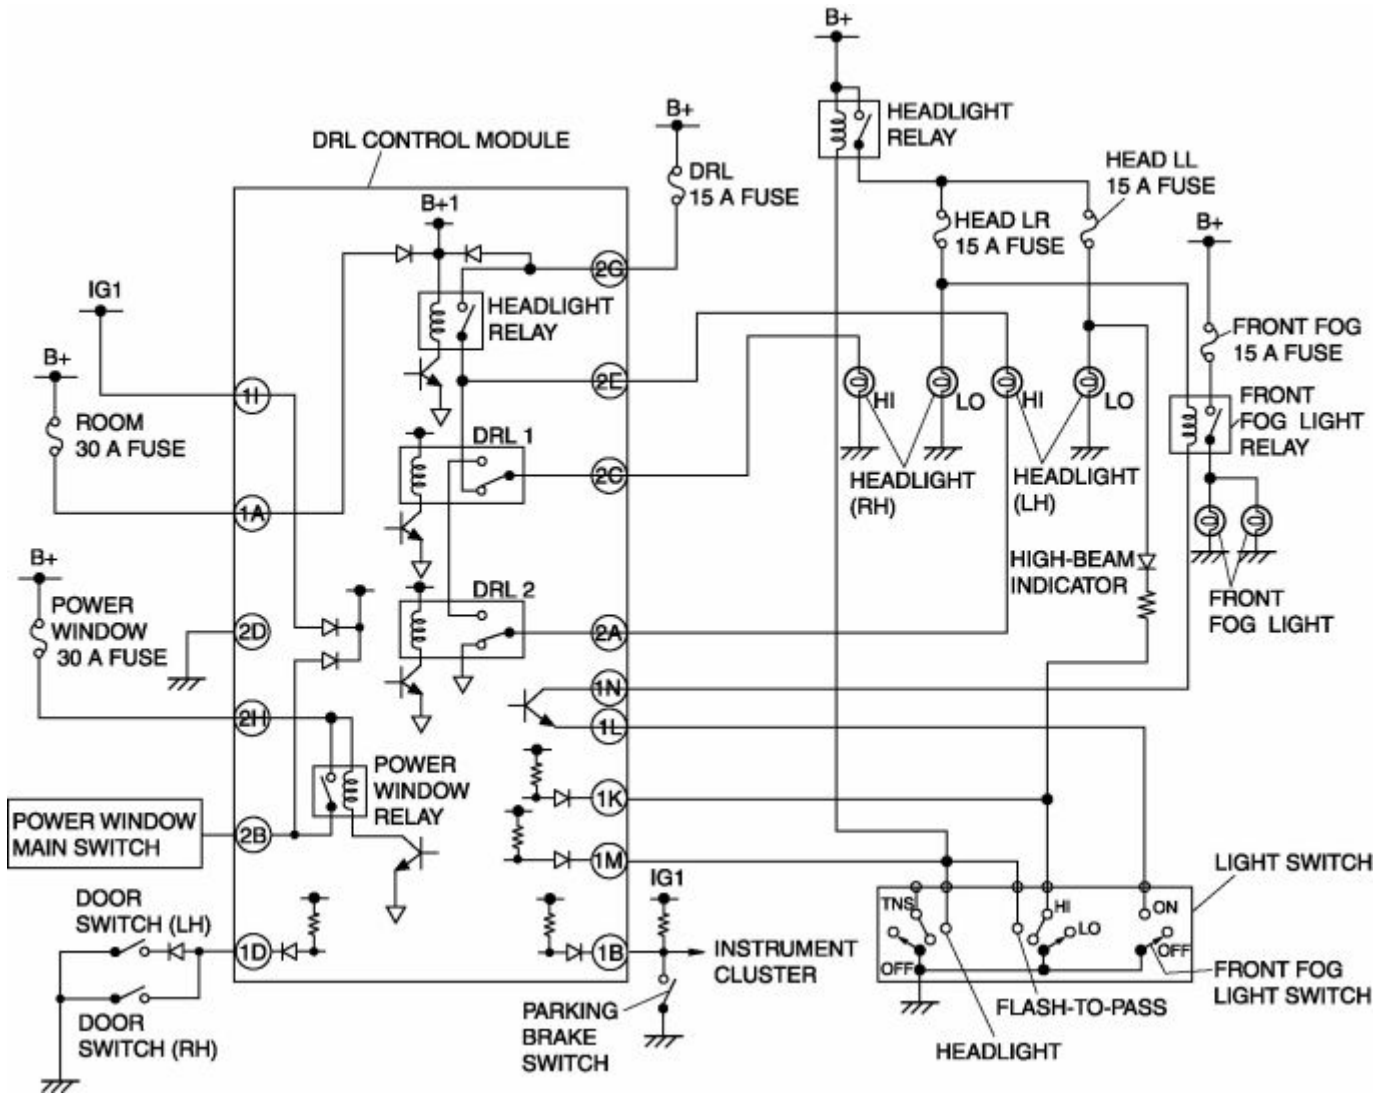 B+
HEADLIGHT
RELAY
B+
DRL CONTROL MODULE
HEAD LL
15 A FUSE
DRL
15 A FUSE
B+1
HEAD LR
15 A FUSE
B+
2G
IG1
HEADLIGHT
RELAY
FRONT FOG
15 A FUSE
B+
1I
2E
HI
LO
HI
LO
FRONT
FOG LIGHT
RELAY
ROOM
30 A FUSE
DRL 1
2C
HEADLIGHT
(RH)
HEADLIGHT
(LH)
1A
B+
HIGH-BEAM
INDICATOR
DRL 2
FRONT
FOG LIGHT
POWER
WINDOW
30 A FUSE
2D
2A
1N
2H
1L
POWER
WINDOW
RELAY
1K
POWER WINDOW
MAIN SWITCH
2B
1M
LIGHT SWITCH
IG1
DOOR
SWITCH (LH)
TNS
HI
ON
LO
OFF
OFF
1D
1B
INSTRUMENT
CLUSTER
FRONT FOG
LIGHT SWITCH
FLASH-TO-PASS
PARKING
BRAKE
SWITCH
DOOR
SWITCH (RH)
HEADLIGHT